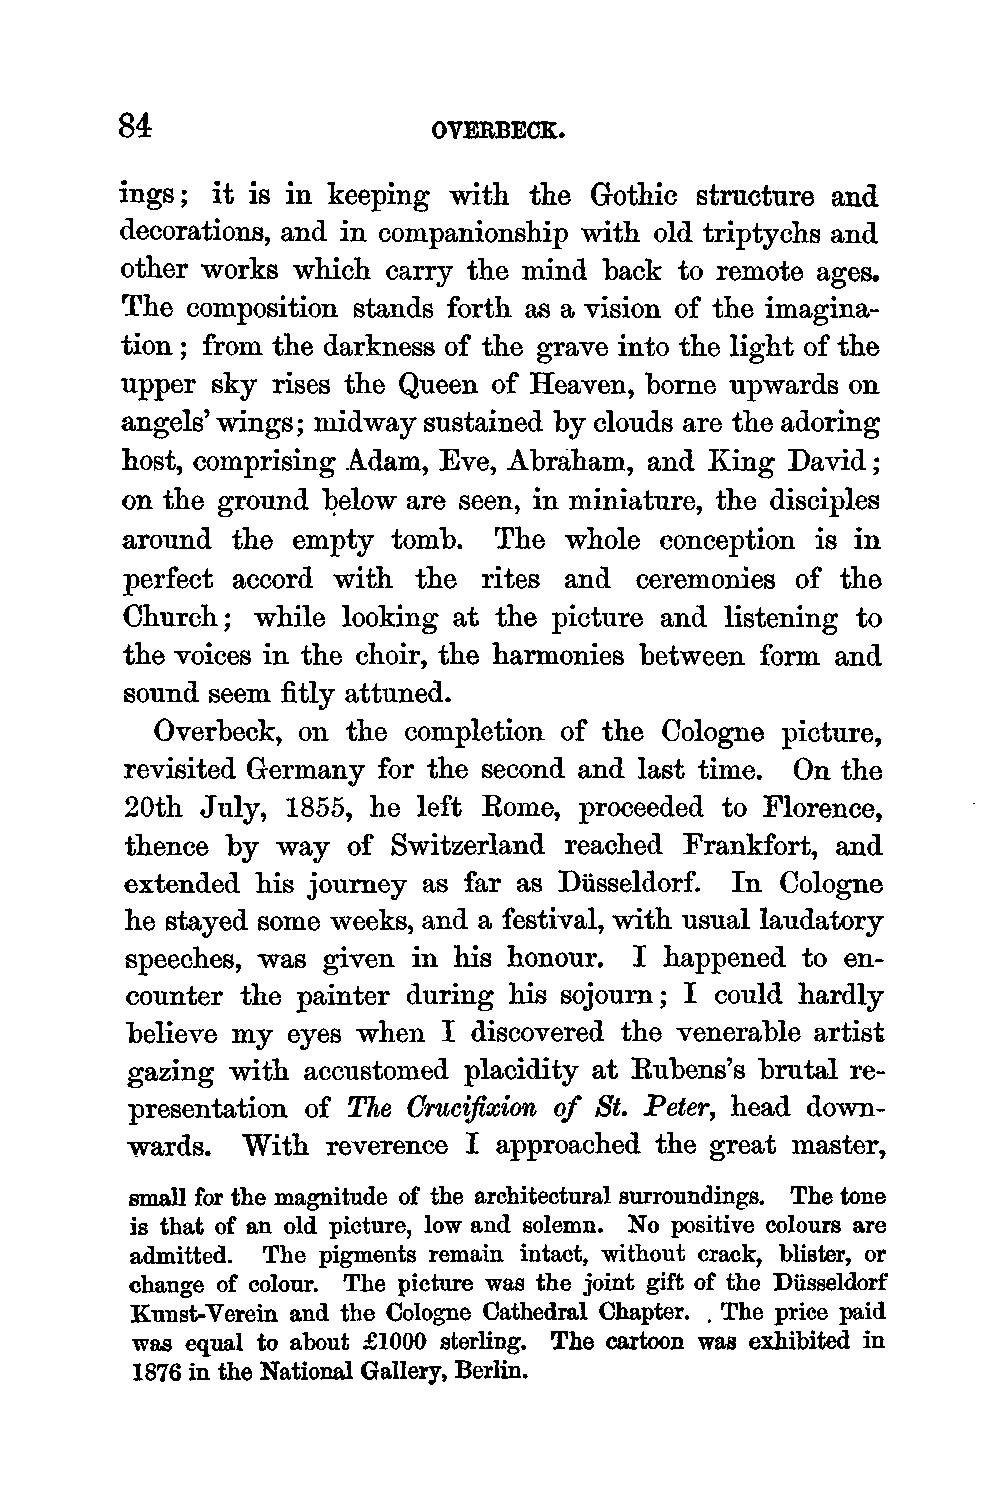 84 OVERBECK.
ings; it is in keeping with the Gothic structure and
decorations, and in companionship with old triptychs and
other works which carry the mind back to remote ages.
The composition stands forth as a vision of the imagina-
tion; from the darkness of the grave into the light of the
upper sky rises the Queen of Heaven, borne upwards on
angels' wings; midway sustained by clouds are the adoring
host, comprising Adam, Eve, Abraham, and King David;
on the ground below are seen, in miniature, the disciples
around the empty tomb. The whole conception is in
perfect accord with the rites and ceremonies of the
Church; while looking at the picture and listening to
the voices in the choir, the harmonies between form and
sound seem fitly attuned.
Overbeck, on the completion of the Cologne picture,
revisited Germany for the second and last time. On the
20th July, 1855, he left Rome, proceeded to Florence,
thence by way of Switzerland reached Frankfort, and
extended his journey as far as Düsseldorf. In Cologne
he stayed some weeks, and a festival, with usual laudatory
speeches, was given in his honour. I happened to en-
counter the painter during his sojourn; I could hardly
believe my eyes when I discovered the venerable artist
gazing with accustomed placidity at Rubens's brutal re-
presentation of The Crucifixion of St. Peter, head down-
wards. With reverence I approached the great master,
small for the magnitude of the architectural surroundings. The tone
is that of an old picture, low and solemn. No positive colours are
admitted. The pigments remain intact, without crack, blister, or
change of colour. The picture was the joint gift of the Düsseldorf
Kunst-Verein and the Cologne Cathedral Chapter. The price paid
was equal to about £1000 sterling. The cartoon was exhibited in
1876 in the National Gallery, Berlin.